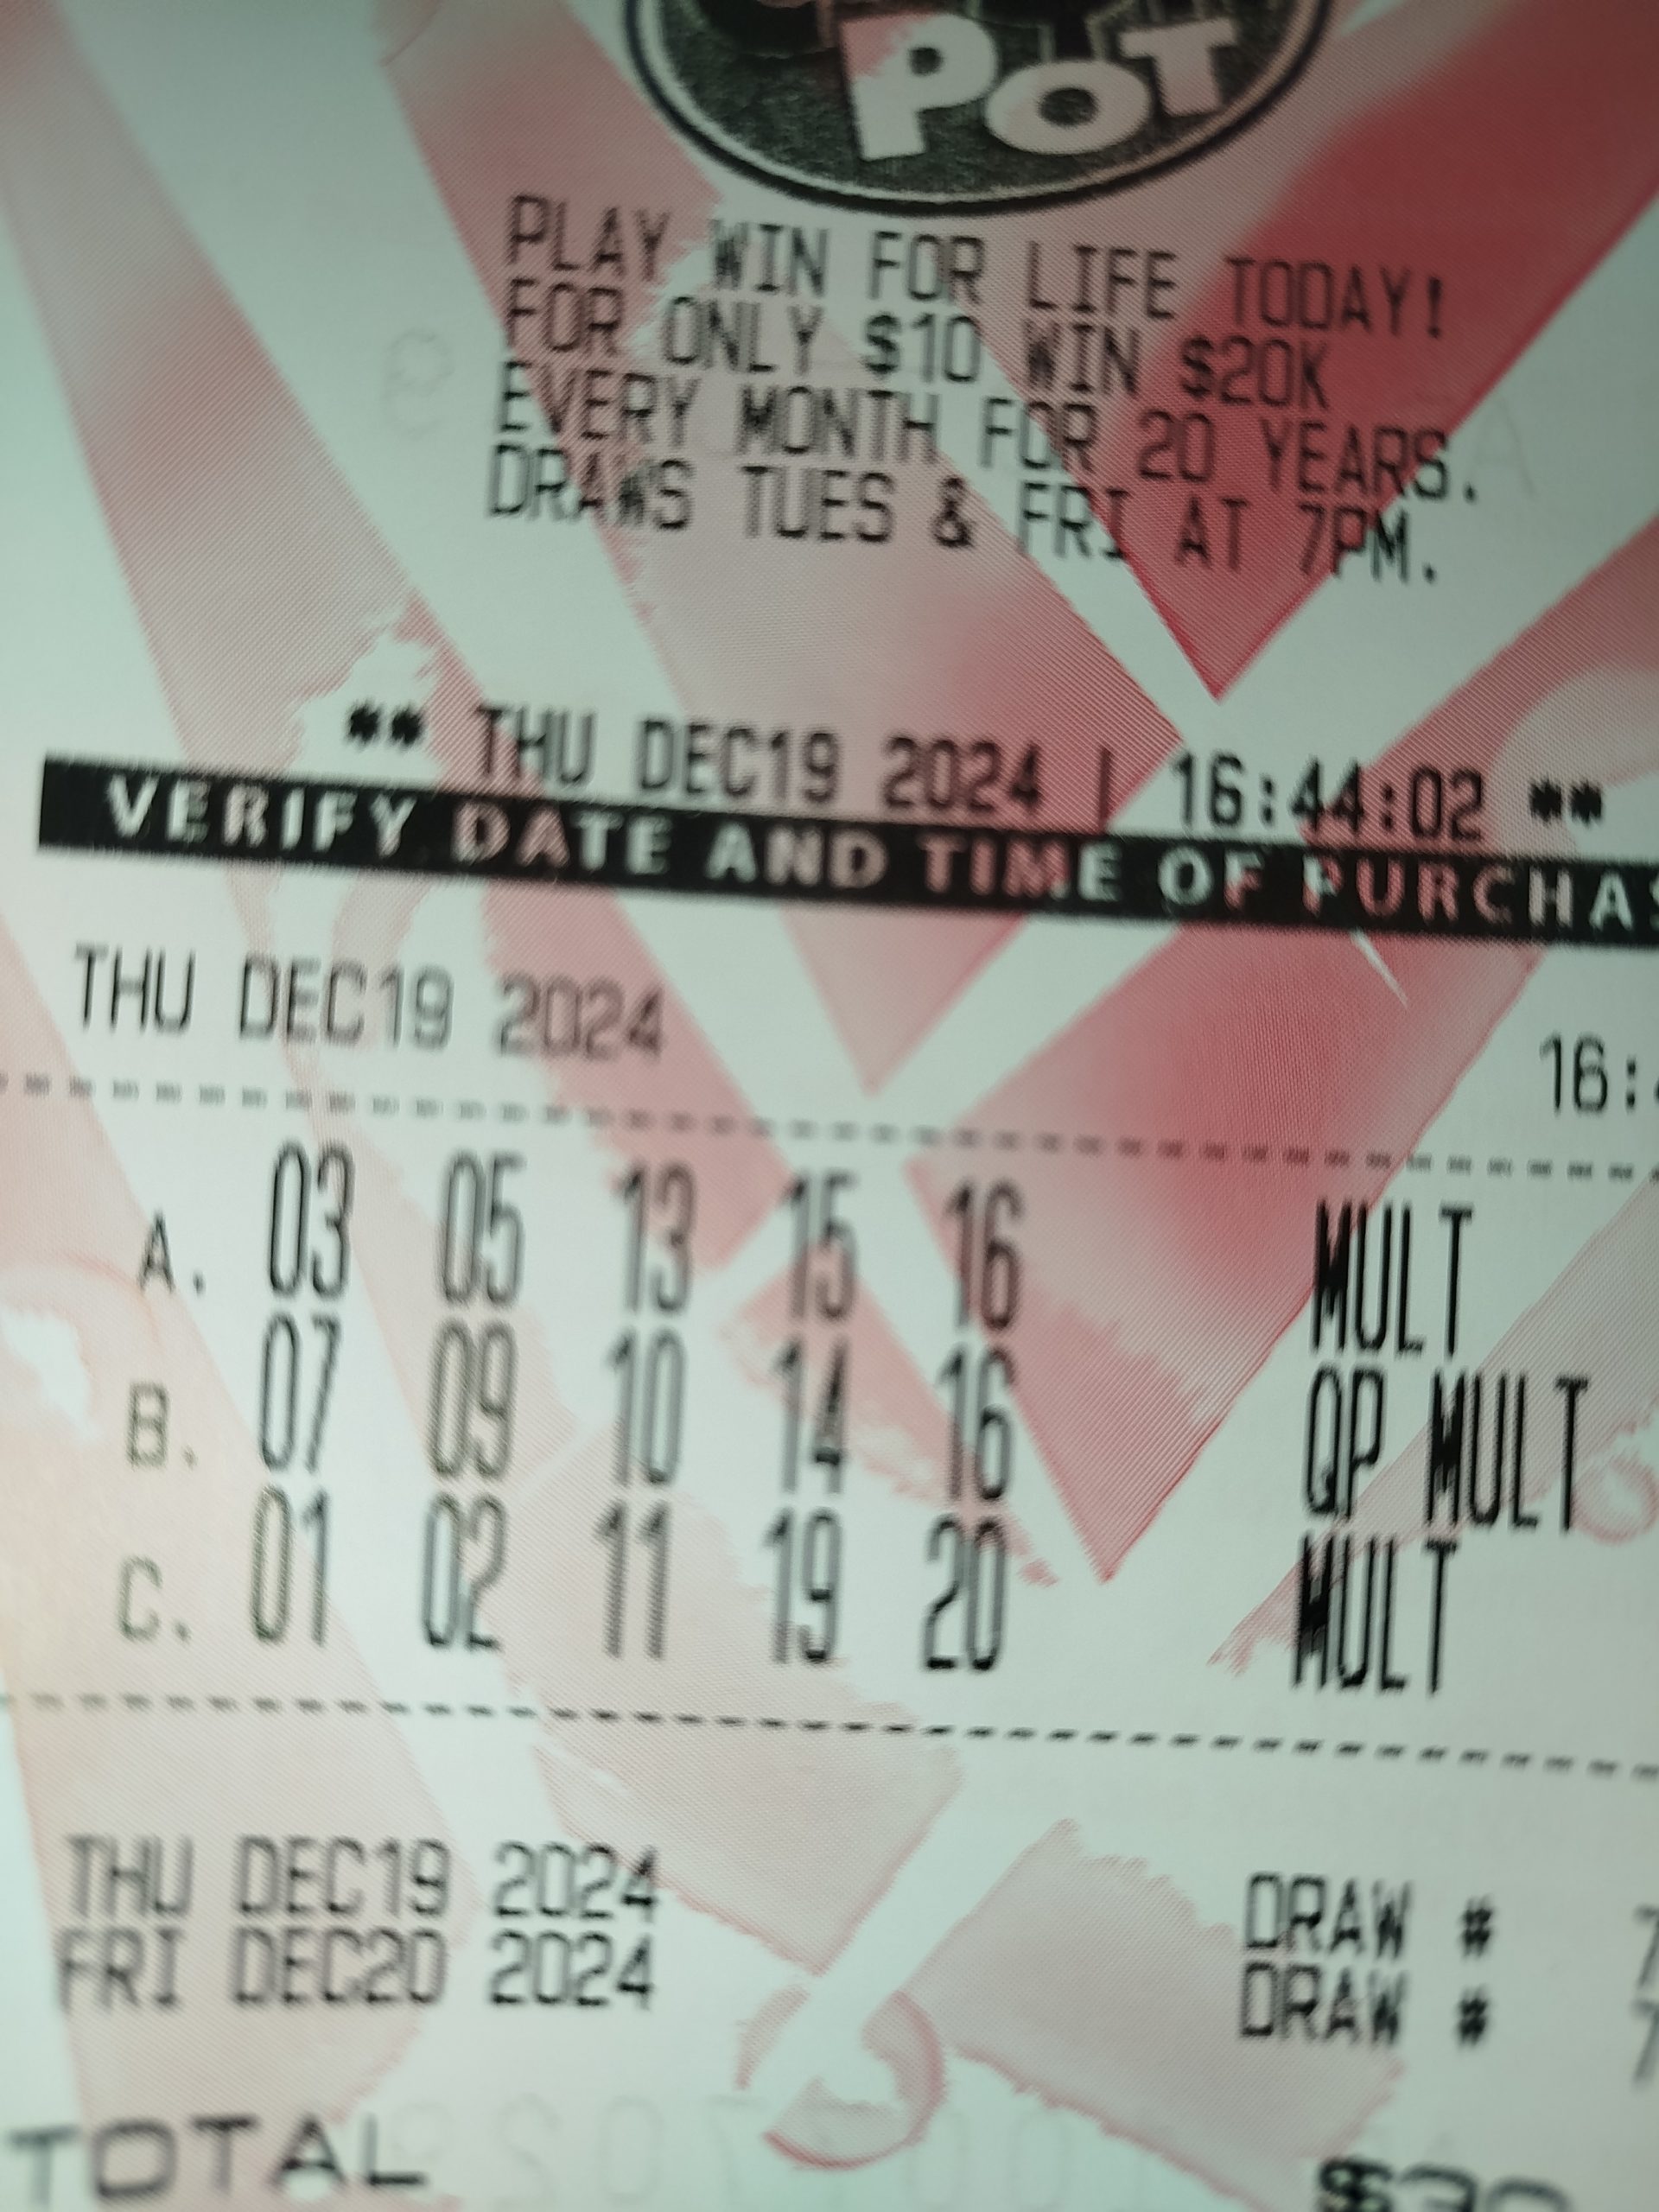 POT
PLAY WIN FOR LIFE TODAY!
FOR ONLY $10 WIN $20K
EVERY MONTH FOR 20 YEARS.
DRAWS TUES & FRI AT 7PM.
** THU DEC19 2024 | 16:44:02 **
VERIFY DATE AND TIME OF PURCHAS
THU DEC19 2024 16:
A. 03 05 13 15 16 MULT
B. 07 09 10 14 16 QP MULT
C. 01 02 11 19 20 MULT
THU DEC19 2024 DRAW # 7
FRI DEC20 2024 DRAW # 7
TOTAL